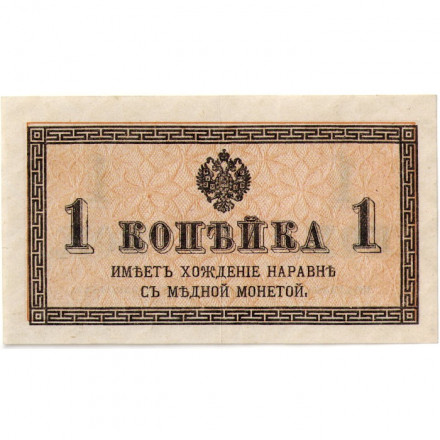 1 КОПѢЙКА 1
ИМѢЕТЪ ХОЖДЕНІЕ НАРАВНѢ
СЪ МѢДНОЙ МОНЕТОЙ.